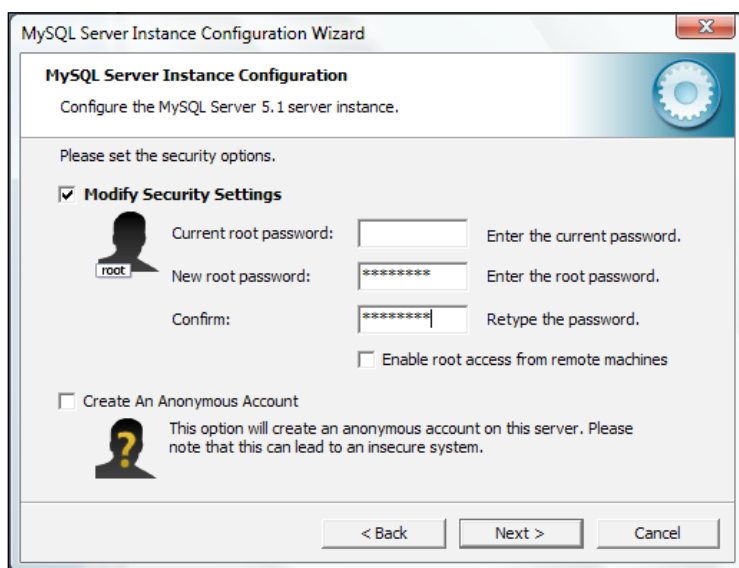 MySQL Server Instance Configuration Wizard
MySQL Server Instance Configuration
Configure the MySQL Server 5.1 server instance.
Please set the security options.
Modify Security Settings
root
Current root password:
Enter the current password.
New root password:
********
Enter the root password.
Confirm:
********
Retype the password.
Enable root access from remote machines
Create An Anonymous Account
?
This option will create an anonymous account on this server. Please
note that this can lead to an insecure system.
< Back
Next >
Cancel